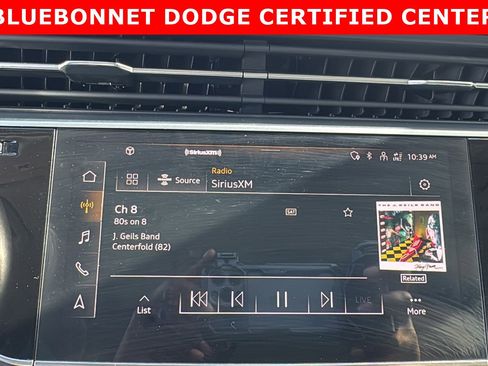 BLUEBONNET DODGE CERTIFIED CENTER
((SiriusXM))
10:39 AM
Radio
Source
SiriusXM
Ch 8
SAT
80s on 8
J. Geils Band
Centerfold (82)
THE J. GEILS BAND
Related
List
LIVE
More